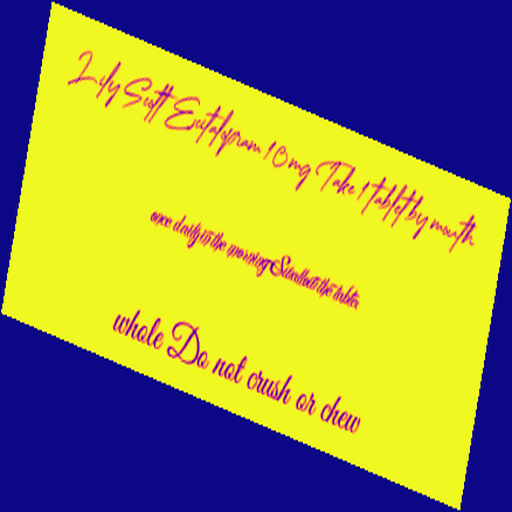 Lily Scott Escitalopram 10 mg Take 1 tablet by mouth
once daily in the morning Swallow the tablet
whole Do not crush or chew